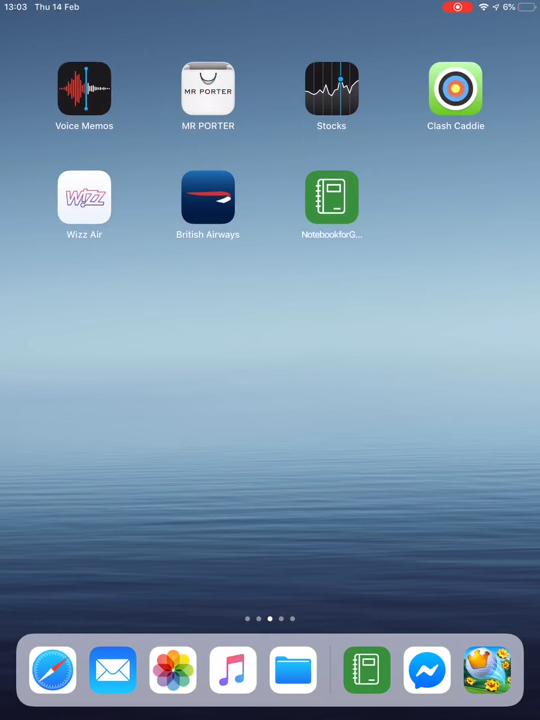 13:03 Thu 14 Feb
6%
MR PORTER
Voice Memos
MR PORTER
Stocks
Clash Caddie
W!ZZ
Wizz Air
British Airways
NotebookforG...